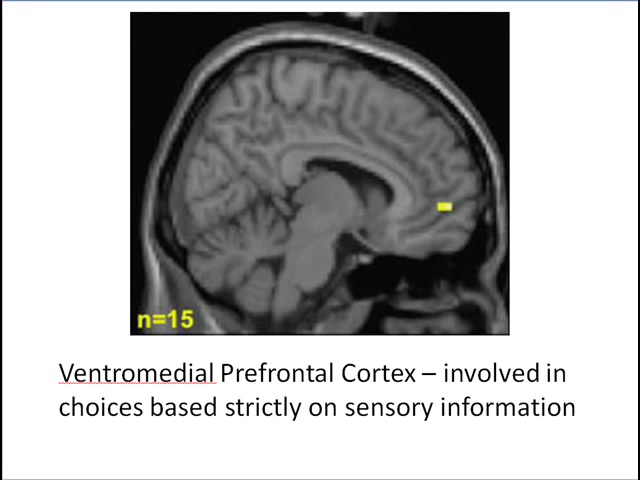 n=15
Ventromedial Prefrontal Cortex – involved in
choices based strictly on sensory information